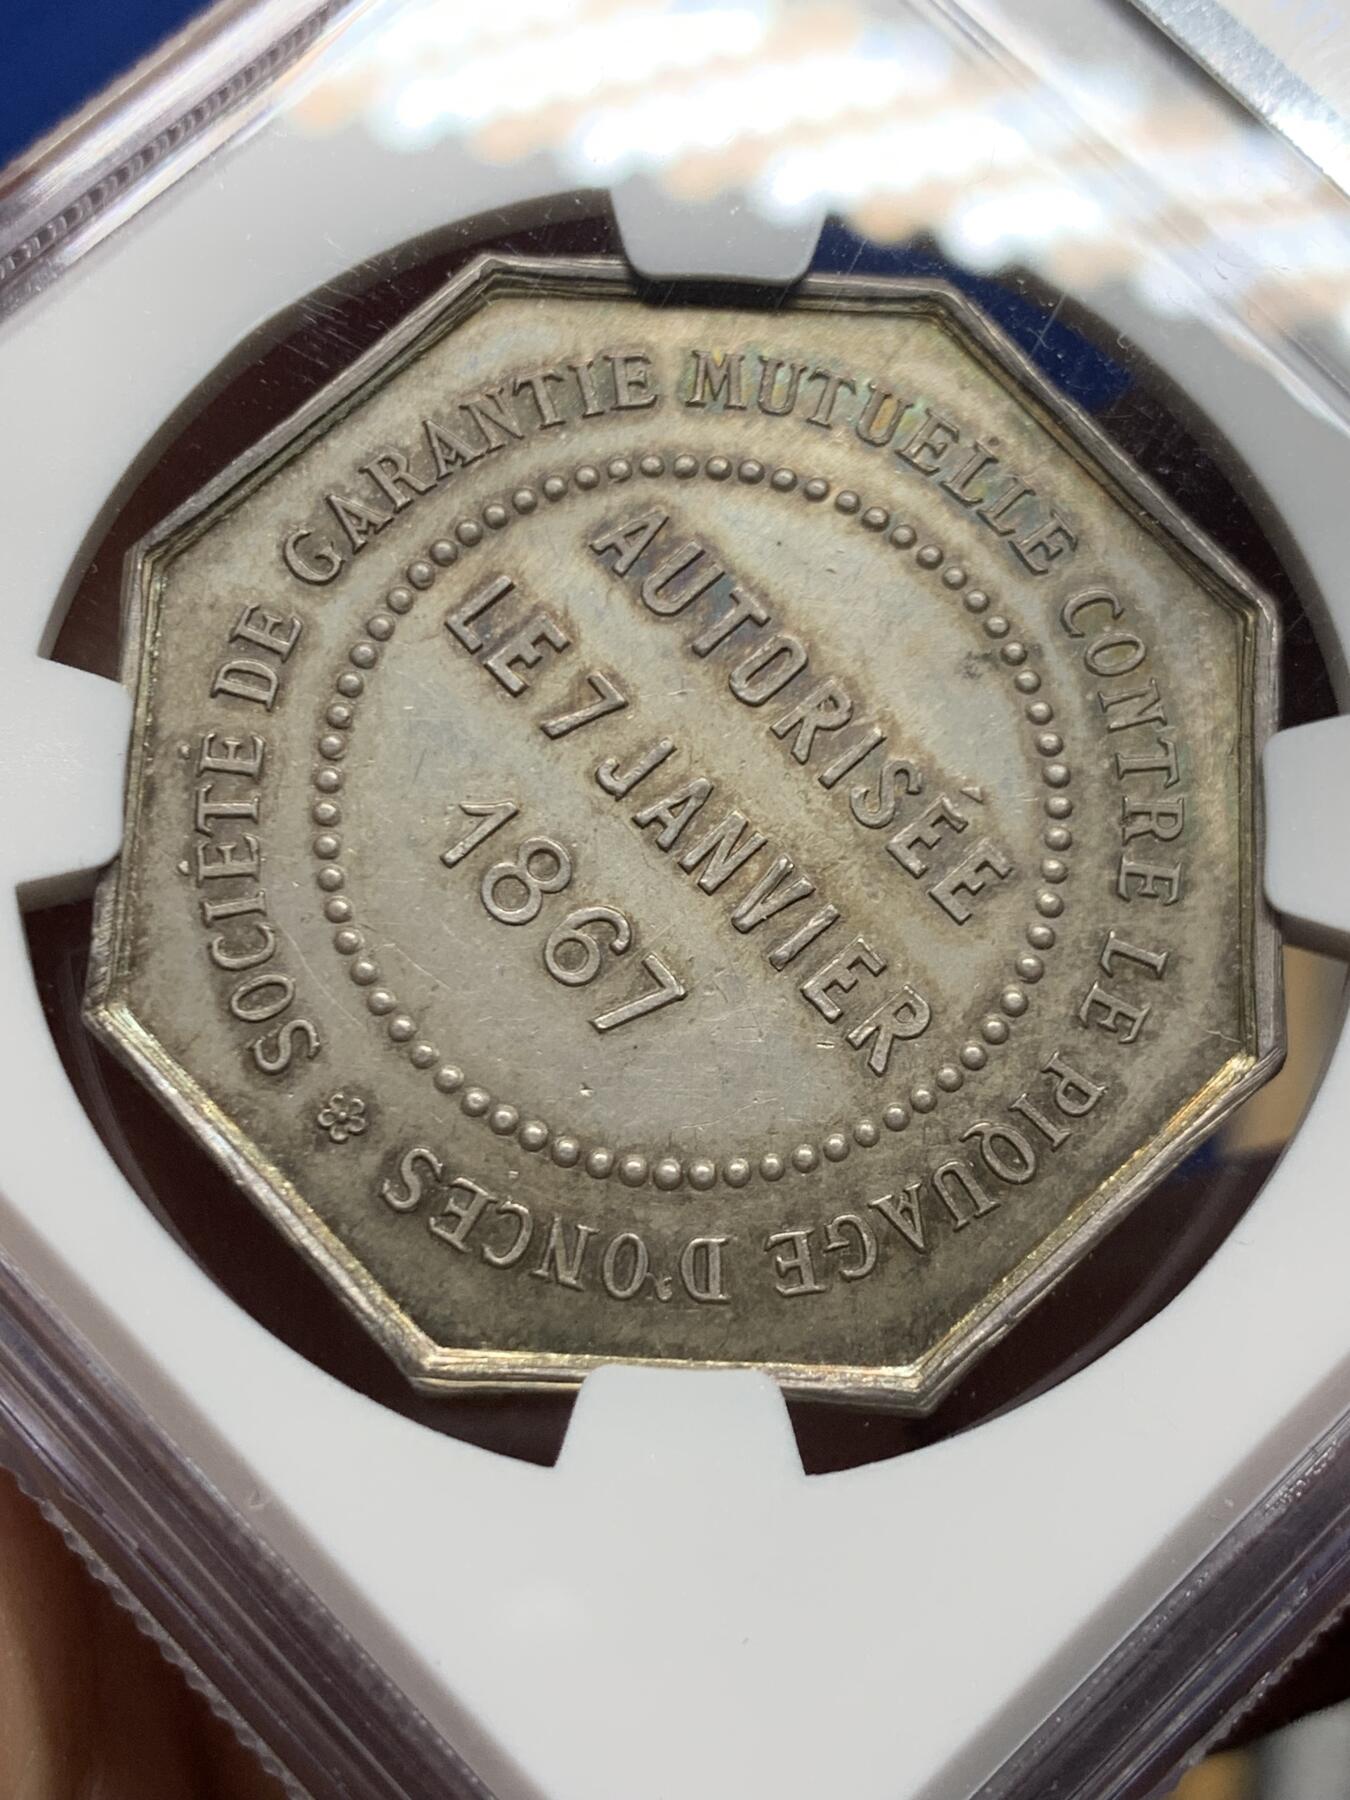 SOCIÉTÉ DE GARANTIE MUTUELLE CONTRE LE PIQUAGE D'ONCES
AUTORISÉE
LE 7 JANVIER
1867